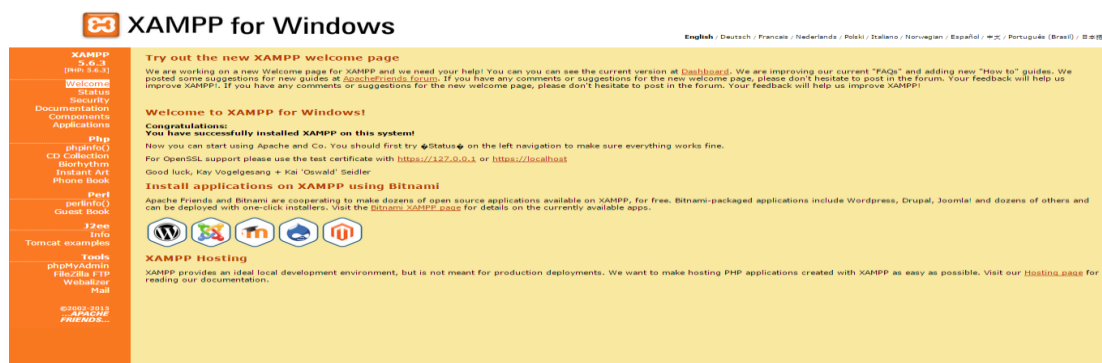 XAMPP for Windows
English / Deutsch / Francais / Nederlands / Polski / Italiano / Norwegian / Español / 中文 / Português (Brasil) / 日本語
XAMPP
5.6.3
[PHP: 5.6.3]
Welcome
Status
Security
Documentation
Components
Applications
Php
phpinfo()
CD Collection
Biorhythm
Instant Art
Phone Book
Perl
perlinfo()
Guest Book
J2ee
Info
Tomcat examples
Tools
phpMyAdmin
FileZilla FTP
Webalizer
Mail
©2002-2013
...APACHE
FRIENDS...
Try out the new XAMPP welcome page
We are working on a new Welcome page for XAMPP and we need your help! You can you can see the current version at Dashboard. We are improving our current "FAQs" and adding new "How to" guides. We
posted some suggestions for new guides at ApacheFriends forum. If you have any comments or suggestions for the new welcome page, please don't hesitate to post in the forum. Your feedback will help us
improve XAMPP!. If you have any comments or suggestions for the new welcome page, please don't hesitate to post in the forum. Your feedback will help us improve XAMPP!
Welcome to XAMPP for Windows!
Congratulations:
You have successfully installed XAMPP on this system!
Now you can start using Apache and Co. You should first try �Status� on the left navigation to make sure everything works fine.
For OpenSSL support please use the test certificate with https://127.0.0.1 or https://localhost
Good luck, Kay Vogelgesang + Kai 'Oswald' Seidler
Install applications on XAMPP using Bitnami
Apache Friends and Bitnami are cooperating to make dozens of open source applications available on XAMPP, for free. Bitnami-packaged applications include Wordpress, Drupal, Joomla! and dozens of others and
can be deployed with one-click installers. Visit the Bitnami XAMPP page for details on the currently available apps.
XAMPP Hosting
XAMPP provides an ideal local development environment, but is not meant for production deployments. We want to make hosting PHP applications created with XAMPP as easy as possible. Visit our Hosting page for
reading our documentation.